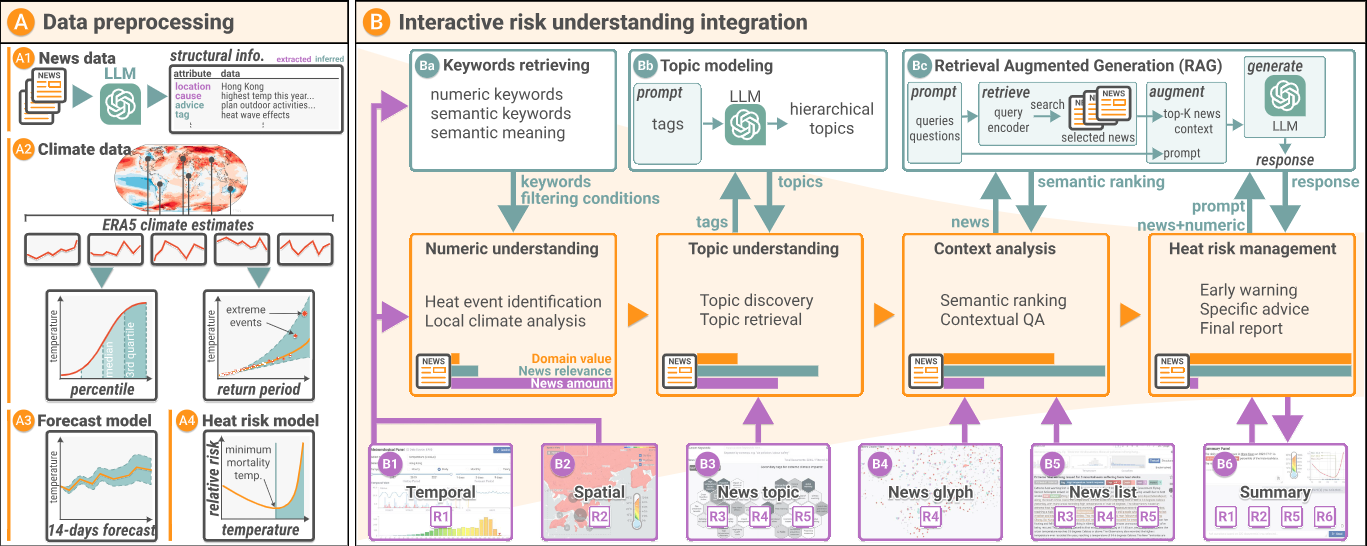 A Data preprocessing
A1 News data
NEWS
LLM
structural info. extracted inferred
attribute data
location Hong Kong
cause highest temp this year...
advice plan outdoor activities...
tag heat wave effects
A2 Climate data
ERA5 climate estimates
temperature
median
3rd quartile
percentile
temperature
extreme
events
return period
A3 Forecast model
temperature
14-days forecast
A4 Heat risk model
relative risk
minimum
mortality
temp.
temperature
B Interactive risk understanding integration
Ba Keywords retrieving
numeric keywords
semantic keywords
semantic meaning
Bb Topic modeling
prompt
tags
LLM
hierarchical
topics
Bc Retrieval Augmented Generation (RAG)
prompt
queries
questions
retrieve
query
encoder
search
NEWS
selected news
augment
top-K news
context
prompt
generate
LLM
response
keywords
filtering conditions
tags
topics
news
semantic ranking
prompt
news+numeric
response
Numeric understanding
Heat event identification
Local climate analysis
NEWS
Domain value
News relevance
News amount
Topic understanding
Topic discovery
Topic retrieval
NEWS
Context analysis
Semantic ranking
Contextual QA
NEWS
Heat risk management
Early warning
Specific advice
Final report
NEWS
B1
Temporal
R1
B2
Spatial
R2
B3
News topic
R3 R4 R5
B4
News glyph
R4
B5
News list
R3 R4 R5
B6
Summary
R1 R2 R5 R6